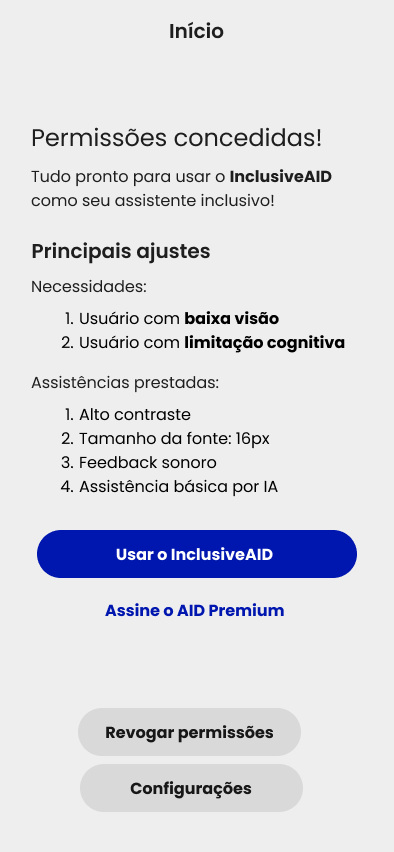 Início
Permissões concedidas!
Tudo pronto para usar o InclusiveAID
como seu assistente inclusivo!
Principais ajustes
Necessidades:
1. Usuário com baixa visão
2. Usuário com limitação cognitiva
Assistências prestadas:
1. Alto contraste
2. Tamanho da fonte: 16px
3. Feedback sonoro
4. Assistência básica por IA
Usar o InclusiveAID
Assine o AID Premium
Revogar permissões
Configurações